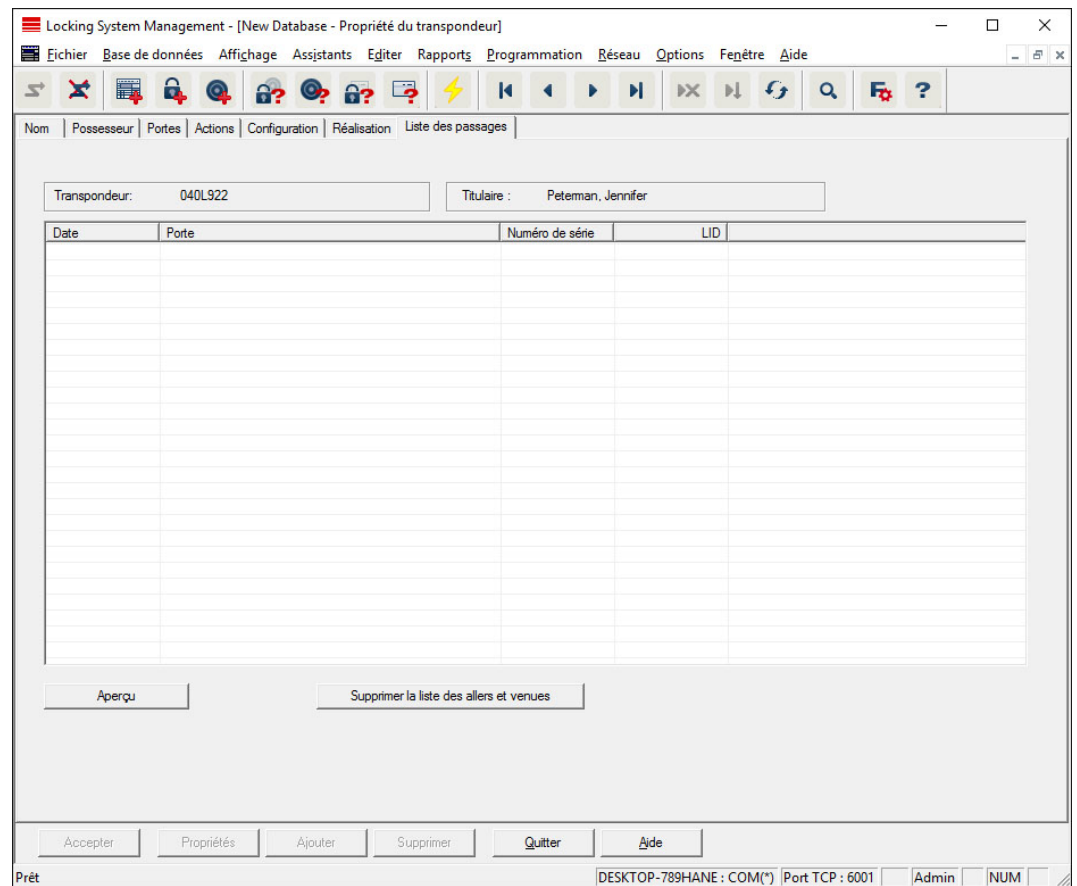 Locking System Management - [New Database - Propriété du transpondeur]
Fichier Base de données Affichage Assistants Editer Rapports Programmation Réseau Options Fenêtre Aide
Nom Possesseur Portes Actions Configuration Réalisation Liste des passages
Transpondeur: 040L922 Titulaire : Peterman, Jennifer
Date Porte Numéro de série LID
Aperçu Supprimer la liste des allers et venues
Accepter Propriétés Ajouter Supprimer Quitter Aide
Prêt DESKTOP-789HANE : COM(*) Port TCP : 6001 Admin NUM